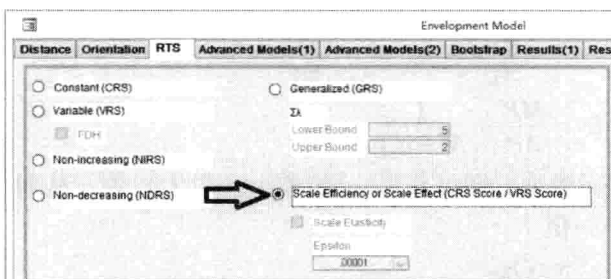 Envelopment Model
Distance Orientation RTS Advanced Models(1) Advanced Models(2) Bootstrap Results(1) Res
Constant (CRS)
Generalized (GRS)
Variable (VRS)
Σλ
FDH
Lower Bound 5
Upper Bound 2
Non-increasing (NIRS)
Non-decreasing (NDRS)
Scale Efficiency or Scale Effect (CRS Score / VRS Score)
Scale Elasticity
Epsilon
.00001